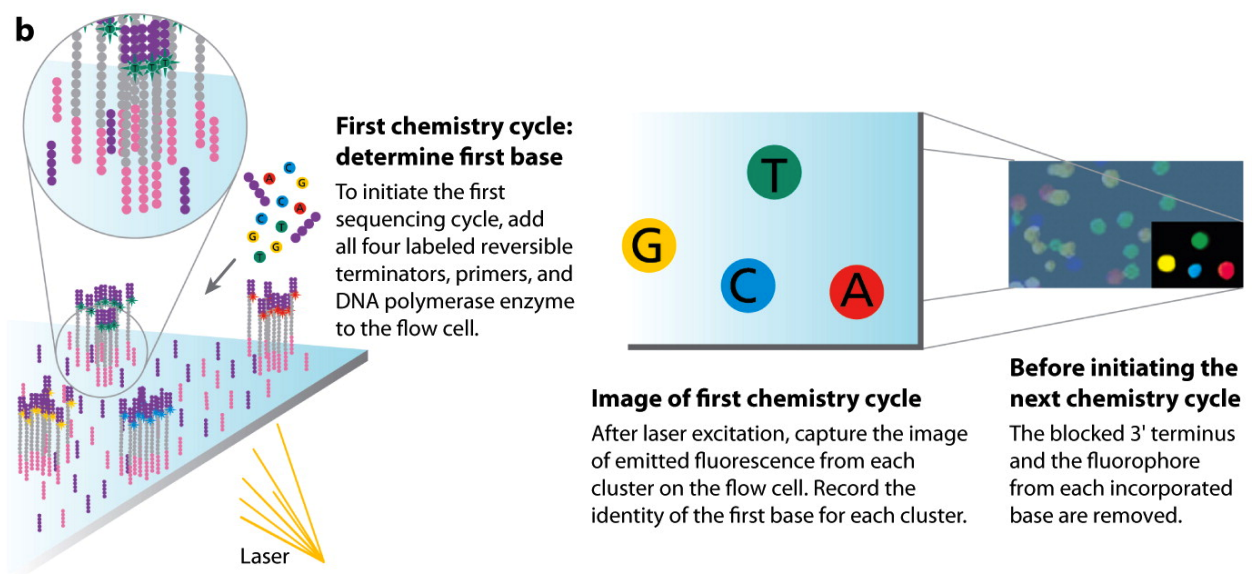 b
First chemistry cycle:
determine first base
To initiate the first
sequencing cycle, add
all four labeled reversible
terminators, primers, and
DNA polymerase enzyme
to the flow cell.
C
A
G
C
A
C
T
G
G
T
Laser
T
G
C
A
Image of first chemistry cycle
After laser excitation, capture the image
of emitted fluorescence from each
cluster on the flow cell. Record the
identity of the first base for each cluster.
Before initiating the
next chemistry cycle
The blocked 3' terminus
and the fluorophore
from each incorporated
base are removed.